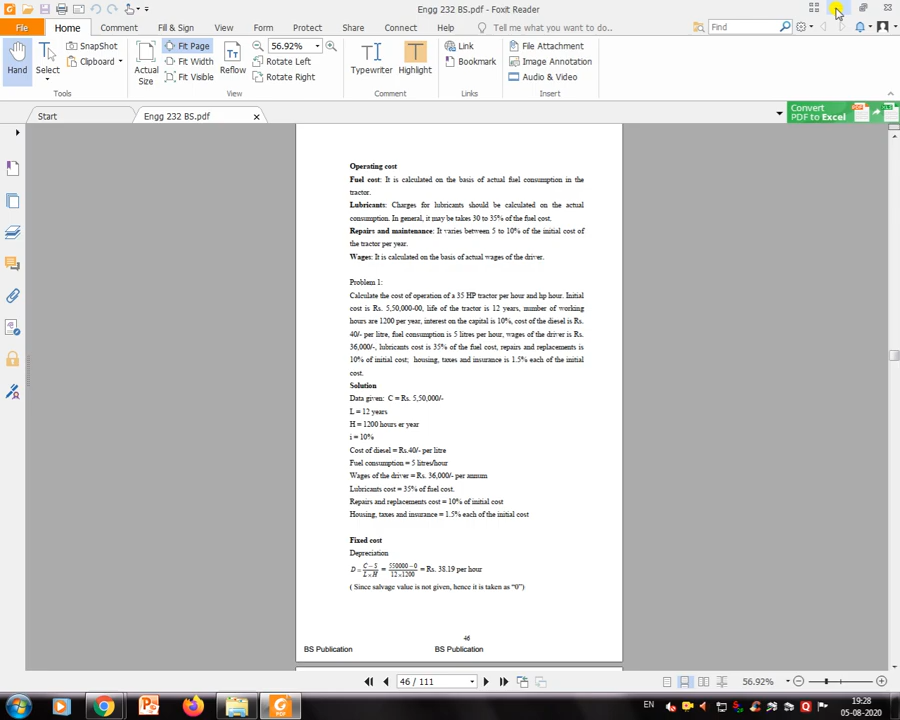 Engg 232 BS.pdf - Foxit Reader
File Home Comment Fill & Sign View Form Protect Share Connect Help Tell me what you want to do... Find
Hand Select SnapShot Clipboard Actual Size Fit Page Fit Width Fit Visible Reflow 56.92% Rotate Left Rotate Right Typewriter Highlight Link Bookmark File Attachment Image Annotation Audio & Video
Tools View Comment Links Insert
Start Engg 232 BS.pdf
Convert
PDF to Excel
Operating cost
Fuel cost: It is calculated on the basis of actual fuel consumption in the
tractor.
Lubricants: Charges for lubricants should be calculated on the actual
consumption. In general, it may be takes 30 to 35% of the fuel cost.
Repairs and maintenance: It varies between 5 to 10% of the initial cost of
the tractor per year.
Wages: It is calculated on the basis of actual wages of the driver.
Problem 1:
Calculate the cost of operation of a 35 HP tractor per hour and hp hour. Initial
cost is Rs. 5,50,000-00, life of the tractor is 12 years, number of working
hours are 1200 per year, interest on the capital is 10%, cost of the diesel is Rs.
40/- per litre, fuel consumption is 5 litres per hour, wages of the driver is Rs.
36,000/-, lubricants cost is 35% of the fuel cost, repairs and replacements is
10% of initial cost; housing, taxes and insurance is 1.5% each of the initial
cost.
Solution
Data given: C = Rs. 5,50,000/-
L = 12 years
H = 1200 hours er year
i = 10%
Cost of diesel = Rs.40/- per litre
Fuel consumption = 5 litres/hour
Wages of the driver = Rs. 36,000/- per annum
Lubricants cost = 35% of fuel cost.
Repairs and replacements cost = 10% of initial cost
Housing, taxes and insurance = 1.5% each of the initial cost
Fixed cost
Depreciation
D = C−S / L×H = 550000−0 / 12×1200 = Rs. 38.19 per hour
( Since salvage value is not given, hence it is taken as "0")
46
BS Publication BS Publication
46 / 111 56.92%
EN 19:28
05-08-2020